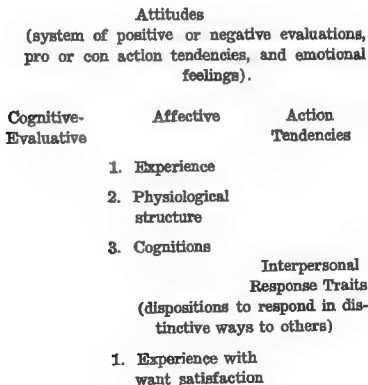 Attitudes
(system of positive or negative evaluations,
pro or con action tendencies, and emotional
feelings).
Cognitive- Affective Action
Evaluative Tendencies
1. Experience
2. Physiological
structure
3. Cognitions
Interpersonal
Response Traits
(dispositions to respond in dis-
tinctive ways to others)
1. Experience with
want satisfaction